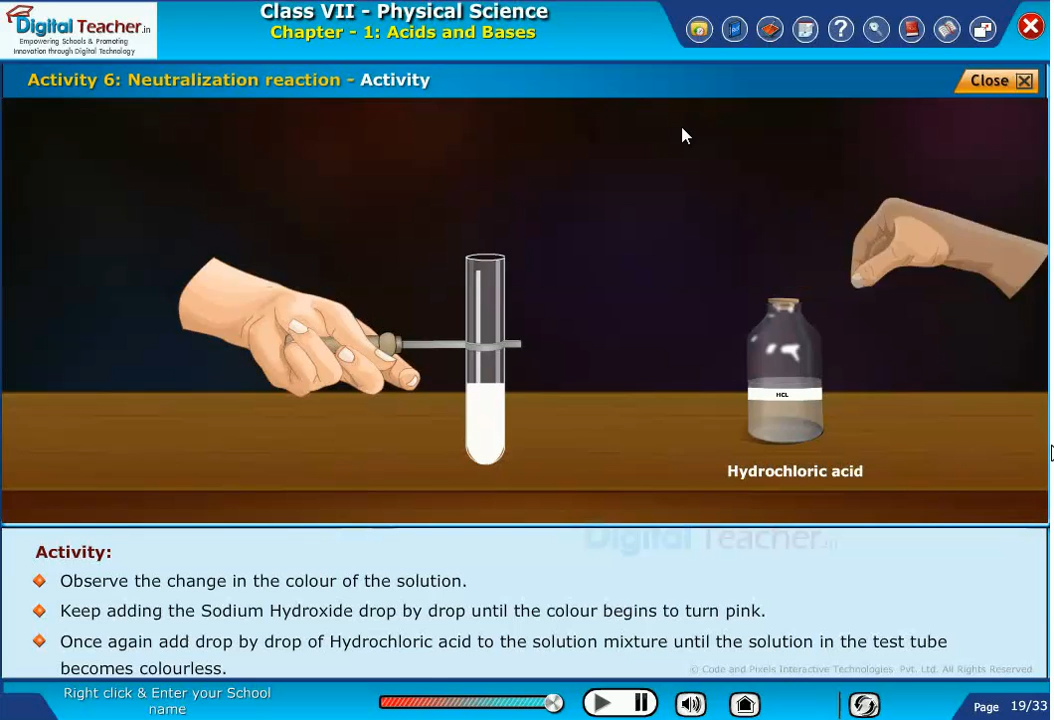 Digital Teacher.in
Empowering Schools & Promoting
Innovation through Digital Technology
Class VII - Physical Science
Chapter - 1: Acids and Bases
Activity 6: Neutralization reaction - Activity
Close
HCL
Hydrochloric acid
Digital Teacher.in
Activity:
Observe the change in the colour of the solution.
Keep adding the Sodium Hydroxide drop by drop until the colour begins to turn pink.
Once again add drop by drop of Hydrochloric acid to the solution mixture until the solution in the test tube
becomes colourless.
© Code and Pixels Interactive Technologies Pvt. Ltd. All Rights Reserved
Right click & Enter your School
name
Page 19/33